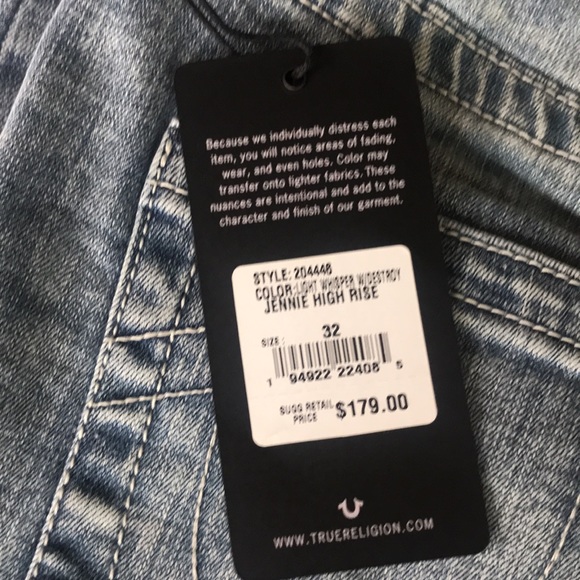 Because we individually distress each
item, you will notice areas of fading,
wear, and even holes. Color may
transfer onto lighter fabrics. These
nuances are intentional and add to the
character and finish of our garment.
STYLE: 204446
COLOR:LIGHT WHISPER W/DESTROY
JENNIE HIGH RISE
SIZE: 32
1 94922 22408 5
SUGG RETAIL
PRICE $179.00
WWW.TRUERELIGION.COM